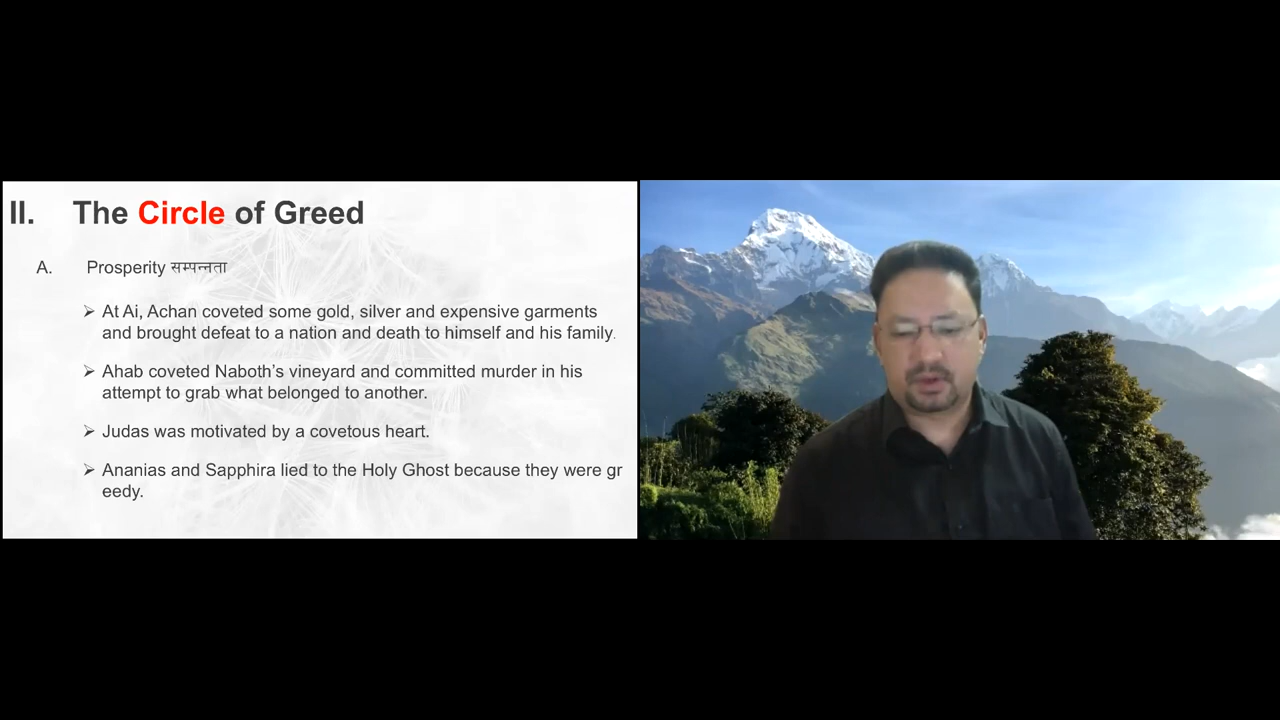 II. The Circle of Greed
A. Prosperity सम्पन्नता
➢ At Ai, Achan coveted some gold, silver and expensive garments
and brought defeat to a nation and death to himself and his family.
➢ Ahab coveted Naboth’s vineyard and committed murder in his
attempt to grab what belonged to another.
➢ Judas was motivated by a covetous heart.
➢ Ananias and Sapphira lied to the Holy Ghost because they were gr
eedy.